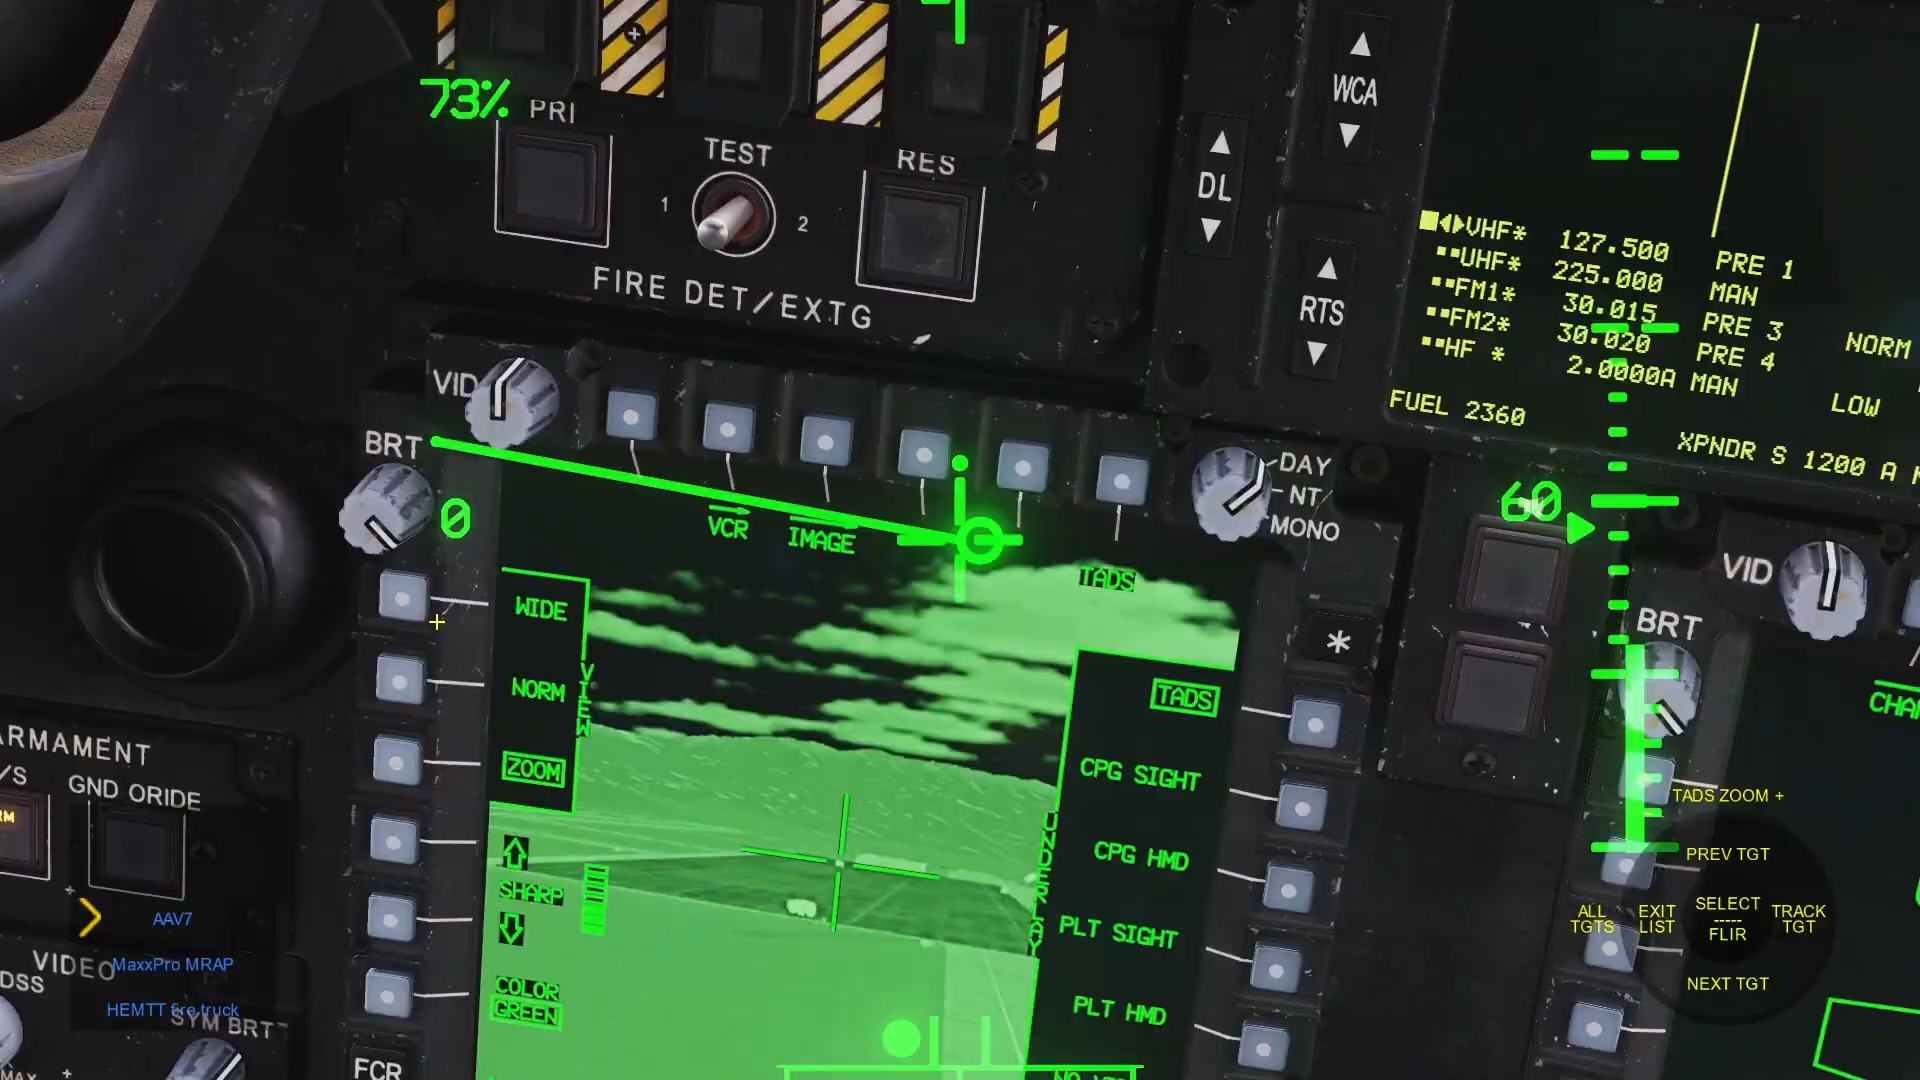 73%
PRI
TEST
1
2
RES
FIRE DET/EXTG
WCA
DL
RTS
VHF* 127.500 PRE 1
UHF* 225.000 MAN
FM1* 30.015 PRE 3 NORM
FM2* 30.020 PRE 4
HF * 2.0000A MAN LOW
FUEL 2360
XPNDR S 1200 A
VID
BRT
0
DAY
NT
MONO
60
VCR
IMAGE
TADS
WIDE
NORM
ZOOM
VIEW
SHARP
COLOR
GREEN
TADS
CPG SIGHT
CPG HMD
UNDERLAY
PLT SIGHT
PLT HMD
*
VID
BRT
TADS ZOOM +
PREV TGT
ALL TGTS
EXIT LIST
SELECT
-----
FLIR
TRACK TGT
NEXT TGT
ARMAMENT
GND ORIDE
AAV7
MaxxPro MRAP
HEMTT fire truck
VIDEO
SYM BRT
FCR